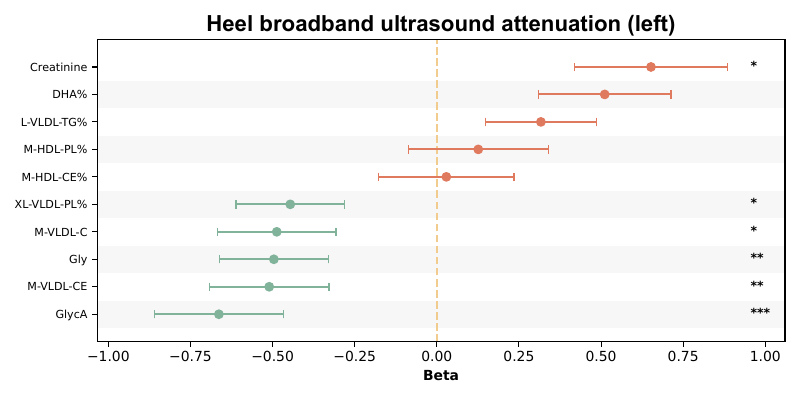 Heel broadband ultrasound attenuation (left)
Creatinine *
DHA%
L-VLDL-TG%
M-HDL-PL%
M-HDL-CE%
XL-VLDL-PL% *
M-VLDL-C *
Gly **
M-VLDL-CE **
GlycA ***
−1.00 −0.75 −0.50 −0.25 0.00 0.25 0.50 0.75 1.00
Beta